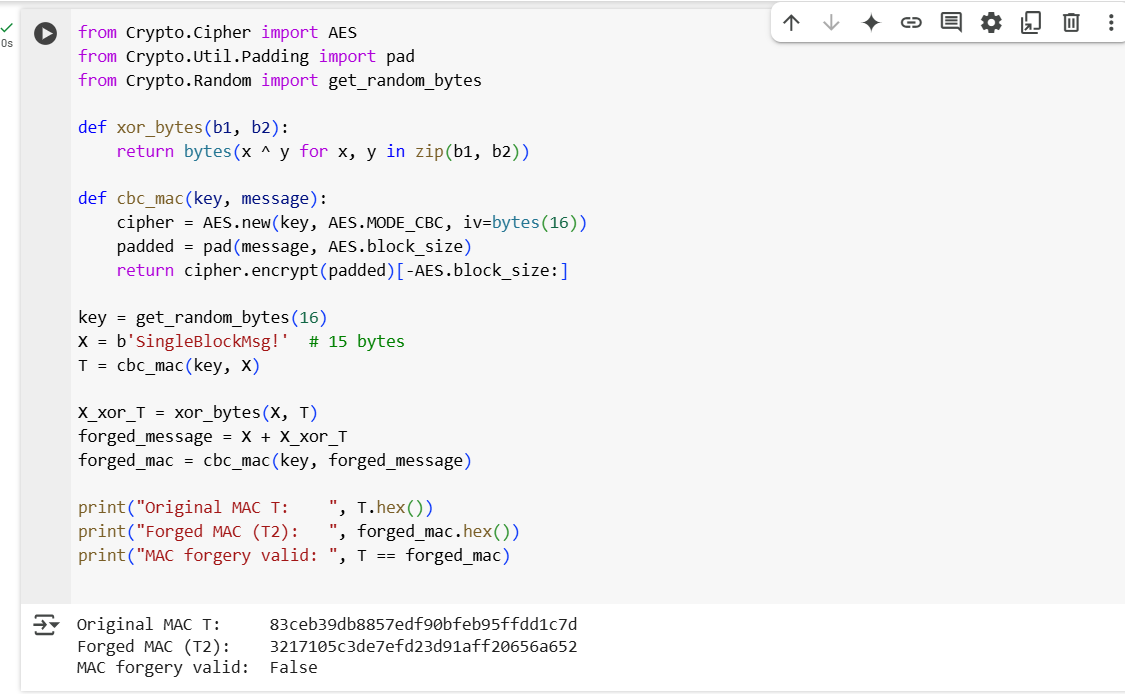 0s
from Crypto.Cipher import AES
from Crypto.Util.Padding import pad
from Crypto.Random import get_random_bytes
def xor_bytes(b1, b2):
    return bytes(x ^ y for x, y in zip(b1, b2))
def cbc_mac(key, message):
    cipher = AES.new(key, AES.MODE_CBC, iv=bytes(16))
    padded = pad(message, AES.block_size)
    return cipher.encrypt(padded)[-AES.block_size:]
key = get_random_bytes(16)
X = b'SingleBlockMsg!'  # 15 bytes
T = cbc_mac(key, X)
X_xor_T = xor_bytes(X, T)
forged_message = X + X_xor_T
forged_mac = cbc_mac(key, forged_message)
print("Original MAC T:    ", T.hex())
print("Forged MAC (T2):   ", forged_mac.hex())
print("MAC forgery valid: ", T == forged_mac)
Original MAC T:     83ceb39db8857edf90bfeb95ffdd1c7d
Forged MAC (T2):    3217105c3de7efd23d91aff20656a652
MAC forgery valid:  False